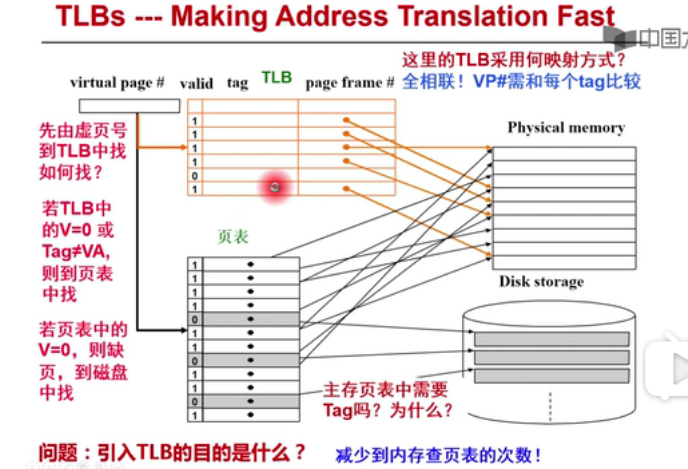 TLBs --- Making Address Translation Fast
中国
这里的TLB采用何映射方式？
virtual page # valid tag TLB page frame # 全相联！VP#需和每个tag比较
先由虚页号
到TLB中找
如何找？
1
1
1
1
0
1
Physical memory
若TLB中
的V=0 或
Tag≠VA,
则到页表
中找
页表
Disk storage
1
1
1
1
0
1
1
0
1
1
0
1
若页表中的
V=0，则缺
页，到磁盘
中找
主存页表中需要
Tag吗？为什么？
问题：引入TLB的目的是什么？ 减少到内存查页表的次数！